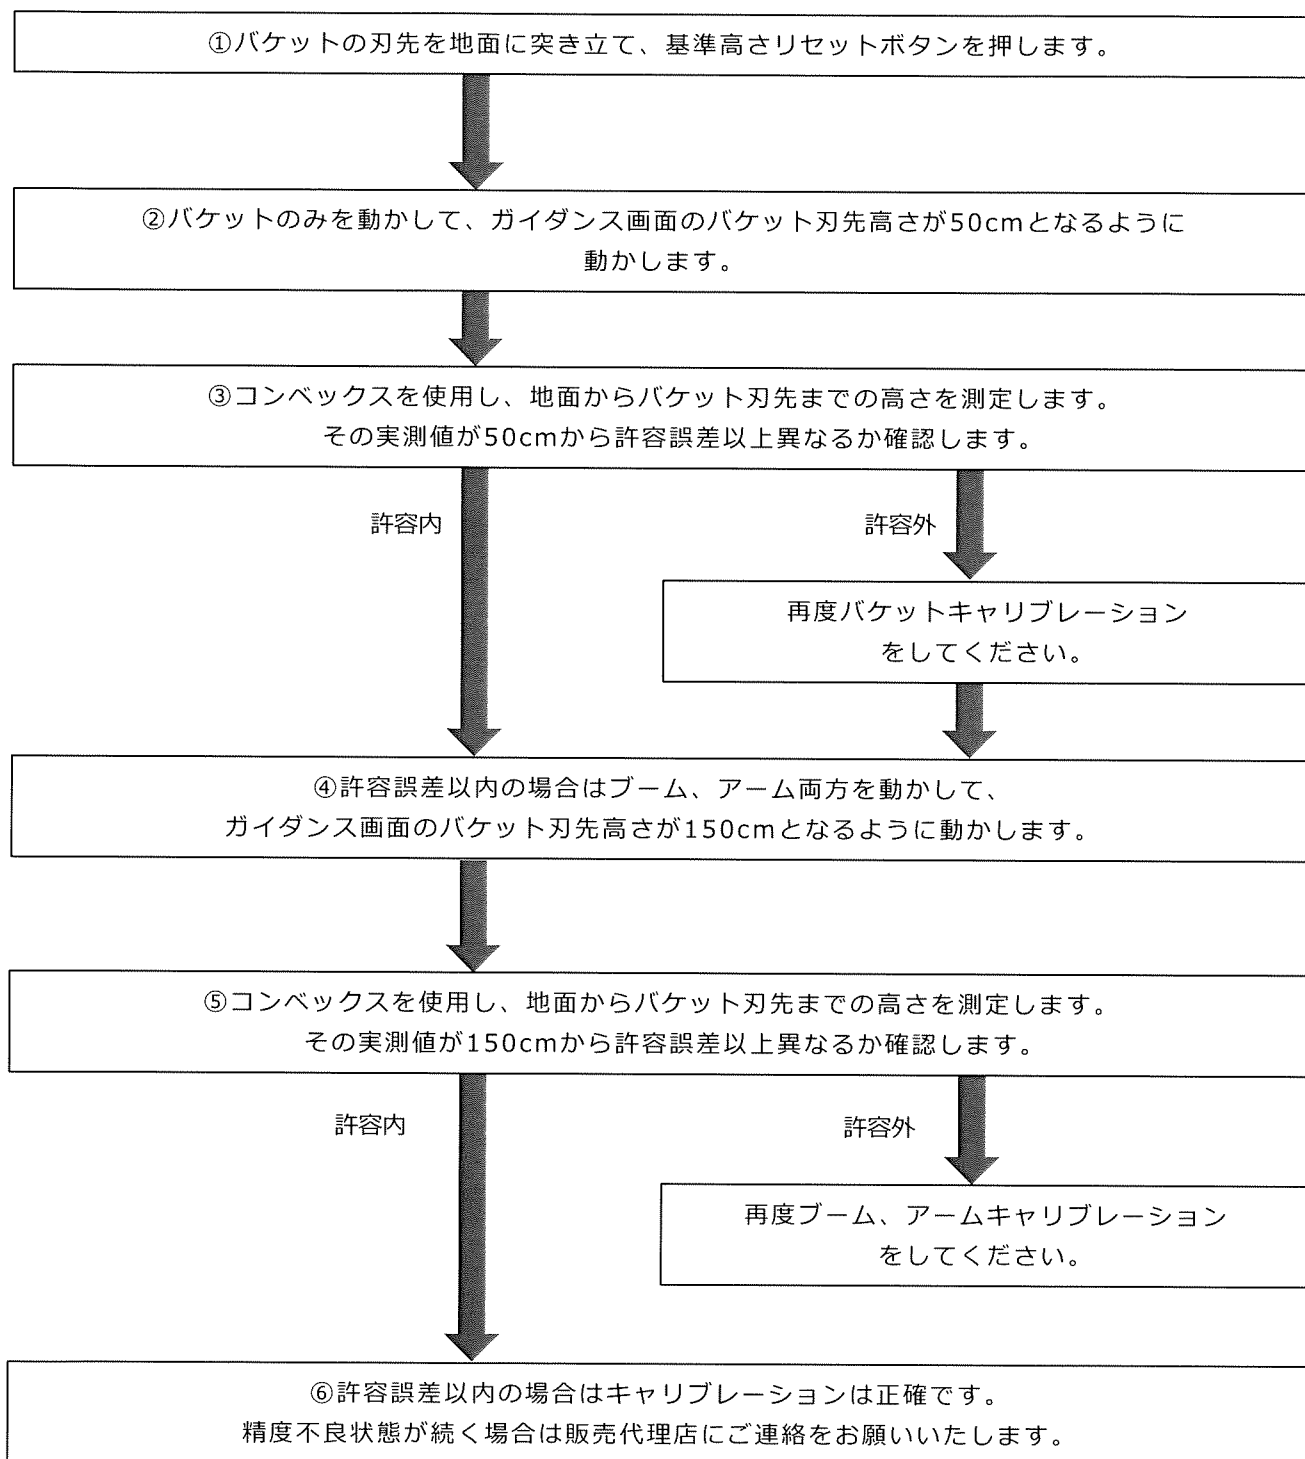 ①バケットの刃先を地面に突き立て、基準高さリセットボタンを押します。
②バケットのみを動かして、ガイダンス画面のバケット刃先高さが50cmとなるように
動かします。
③コンベックスを使用し、地面からバケット刃先までの高さを測定します。
その実測値が50cmから許容誤差以上異なるか確認します。
許容内
許容外
再度バケットキャリブレーション
をしてください。
④許容誤差以内の場合はブーム、アーム両方を動かして、
ガイダンス画面のバケット刃先高さが150cmとなるように動かします。
⑤コンベックスを使用し、地面からバケット刃先までの高さを測定します。
その実測値が150cmから許容誤差以上異なるか確認します。
許容内
許容外
再度ブーム、アームキャリブレーション
をしてください。
⑥許容誤差以内の場合はキャリブレーションは正確です。
精度不良状態が続く場合は販売代理店にご連絡をお願いいたします。